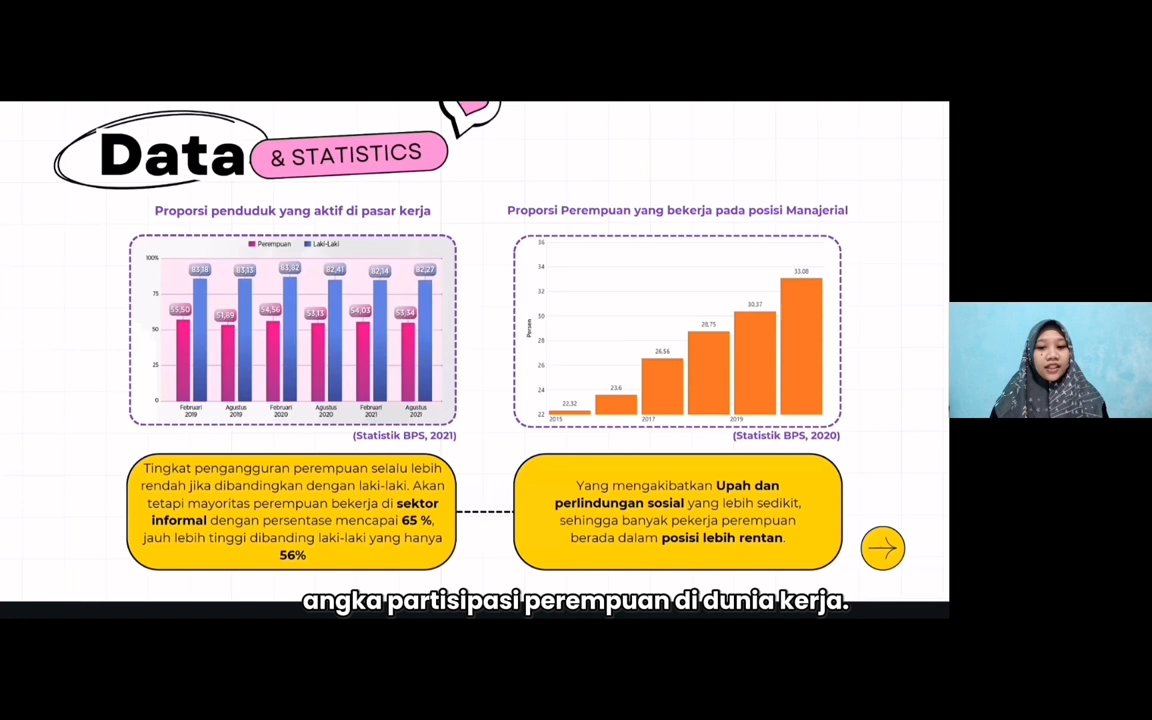 Data
& STATISTICS
Proporsi penduduk yang aktif di pasar kerja
Perempuan Laki-Laki
100%
75
50
25
0
55,50 83,18 51,89 83,13 54,56 83,82 53,13 82,41 54,03 82,14 53,34 82,27
Februari 2019
Agustus 2019
Februari 2020
Agustus 2020
Februari 2021
Agustus 2021
(Statistik BPS, 2021)
Proporsi Perempuan yang bekerja pada posisi Manajerial
Persen
36
34
32
30
28
26
24
22
22.32 23.6 26.56 28.75 30.37 33.08
2015 2017 2019
(Statistik BPS, 2020)
Tingkat pengangguran perempuan selalu lebih
rendah jika dibandingkan dengan laki-laki. Akan
tetapi mayoritas perempuan bekerja di sektor
informal dengan persentase mencapai 65 %,
jauh lebih tinggi dibanding laki-laki yang hanya
56%
Yang mengakibatkan Upah dan
perlindungan sosial yang lebih sedikit,
sehingga banyak pekerja perempuan
berada dalam posisi lebih rentan.
angka partisipasi perempuan di dunia kerja.